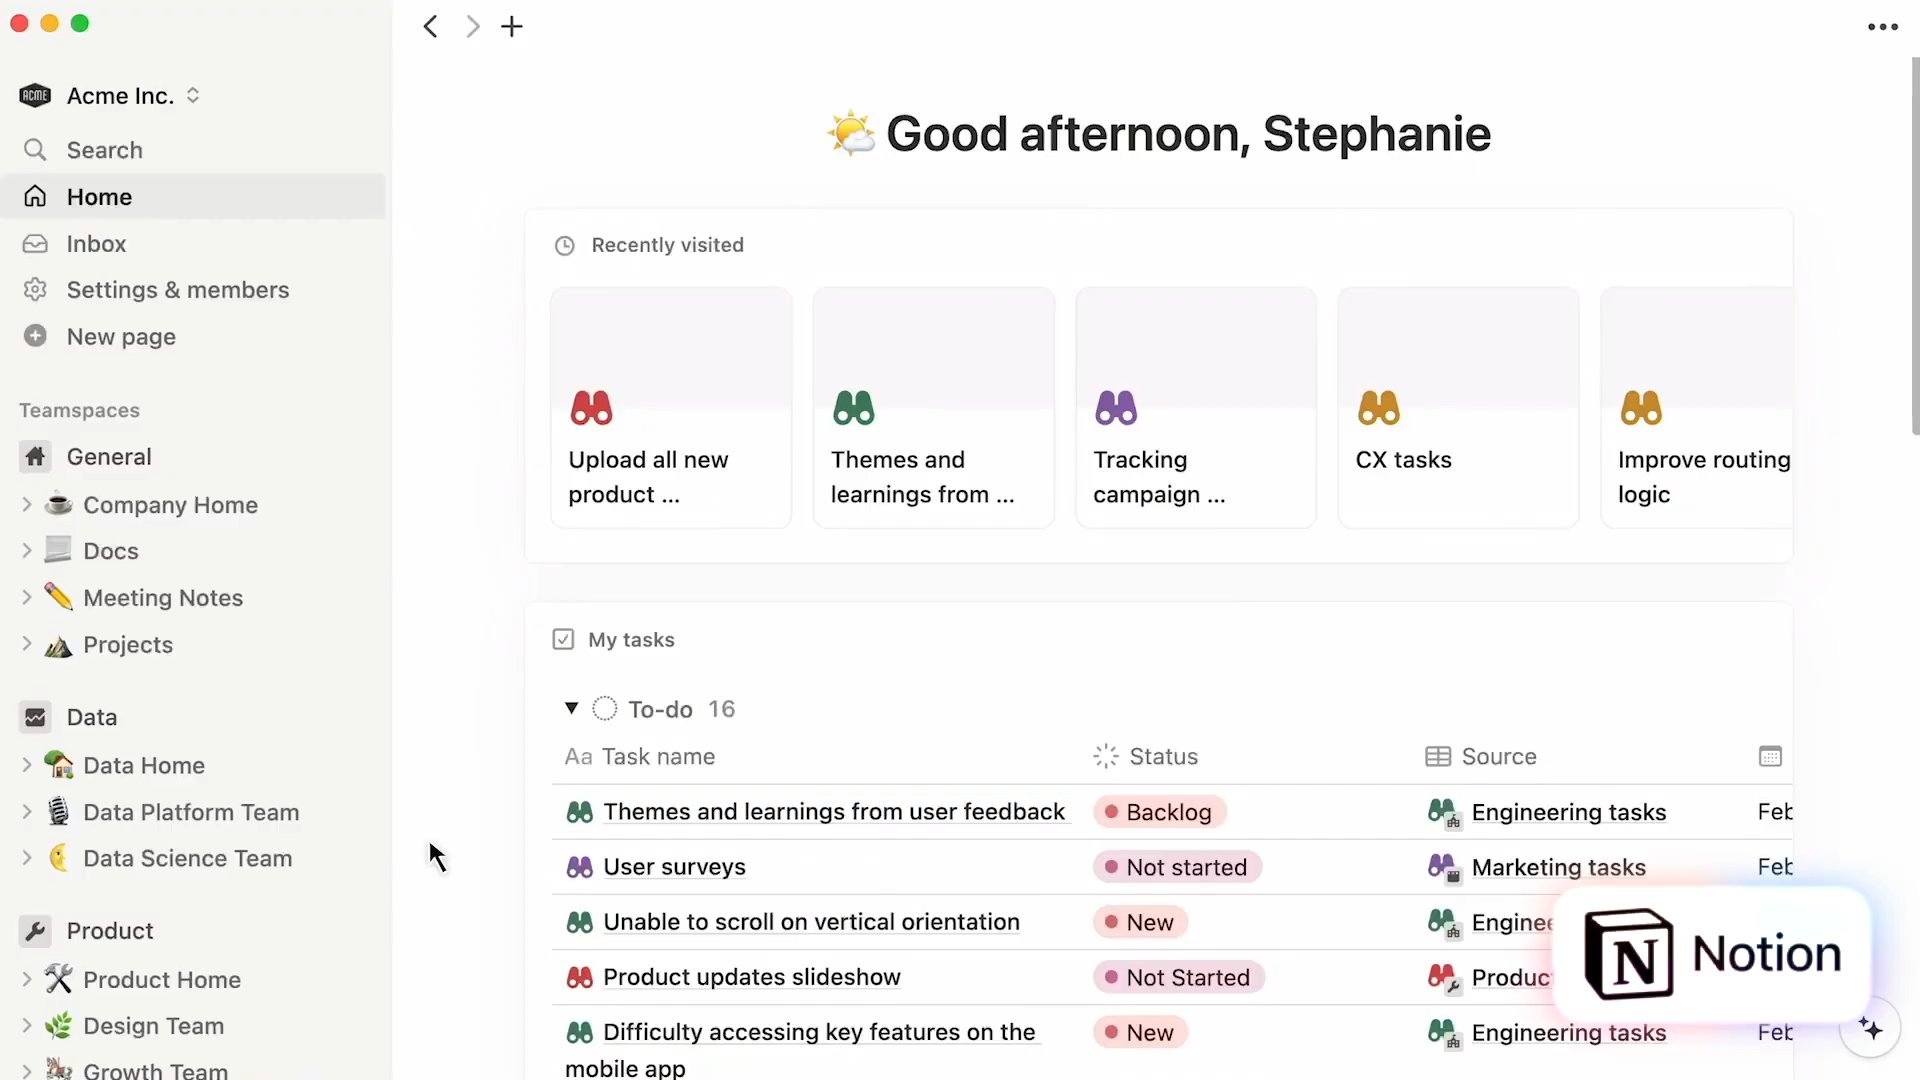 ACME
Acme Inc.
Search
Home
Inbox
Settings & members
New page
Teamspaces
General
Company Home
Docs
Meeting Notes
Projects
Data
Data Home
Data Platform Team
Data Science Team
Product
Product Home
Design Team
Growth Team
Good afternoon, Stephanie
Recently visited
Upload all new
product ...
Themes and
learnings from ...
Tracking
campaign ...
CX tasks
Improve routing
logic
My tasks
To-do 16
Aa Task name Status Source
Themes and learnings from user feedback Backlog Engineering tasks Feb
User surveys Not started Marketing tasks Feb
Unable to scroll on vertical orientation New Enginee
Product updates slideshow Not Started Produc
Difficulty accessing key features on the
mobile app
New Engineering tasks Feb
N Notion